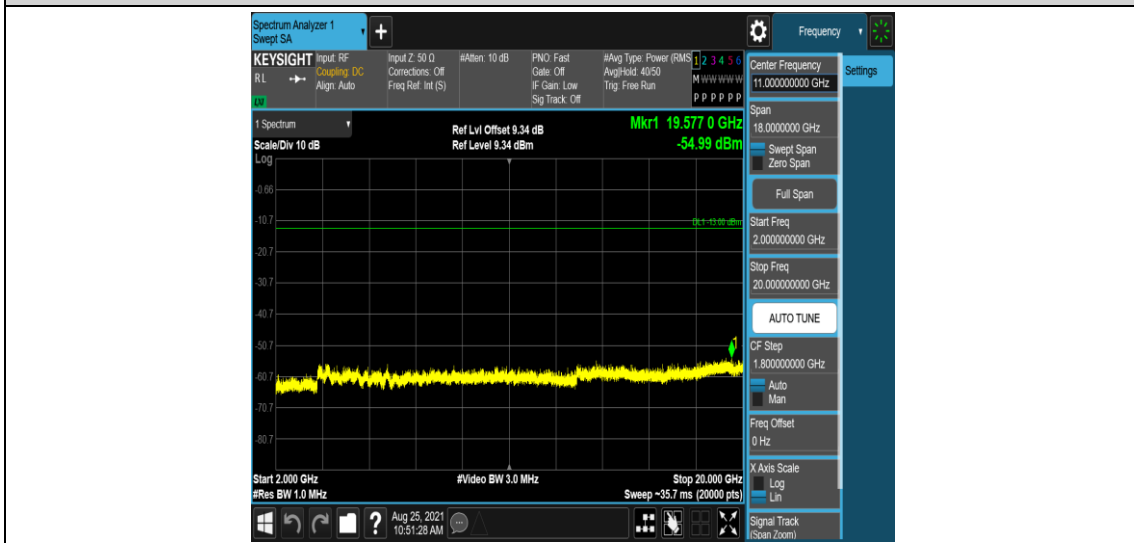 Spectrum Analyzer 1
Swept SA
Frequency
KEYSIGHT
RL
LXI
Input: RF
Coupling: DC
Align: Auto
Input Z: 50 Ω
Corrections: Off
Freq Ref: Int (S)
#Atten: 10 dB
PNO: Fast
Gate: Off
IF Gain: Low
Sig Track: Off
#Avg Type: Power (RMS
Avg|Hold: 40/50
Trig: Free Run
1 2 3 4 5 6
M W W W W W
P P P P P P
1 Spectrum
Scale/Div 10 dB
Ref Lvl Offset 9.34 dB
Ref Level 9.34 dBm
Mkr1 19.577 0 GHz
-54.99 dBm
Log
-0.66
-10.7
DL1 -13.00 dBm
-20.7
-30.7
-40.7
-50.7
1
-60.7
-70.7
-80.7
Start 2.000 GHz
#Res BW 1.0 MHz
#Video BW 3.0 MHz
Stop 20.000 GHz
Sweep ~35.7 ms (20000 pts)
Center Frequency
11.000000000 GHz
Settings
Span
18.0000000 GHz
Swept Span
Zero Span
Full Span
Start Freq
2.000000000 GHz
Stop Freq
20.000000000 GHz
AUTO TUNE
CF Step
1.800000000 GHz
Auto
Man
Freq Offset
0 Hz
X Axis Scale
Log
Lin
Signal Track
(Span Zoom)
?
Aug 25, 2021
10:51:28 AM